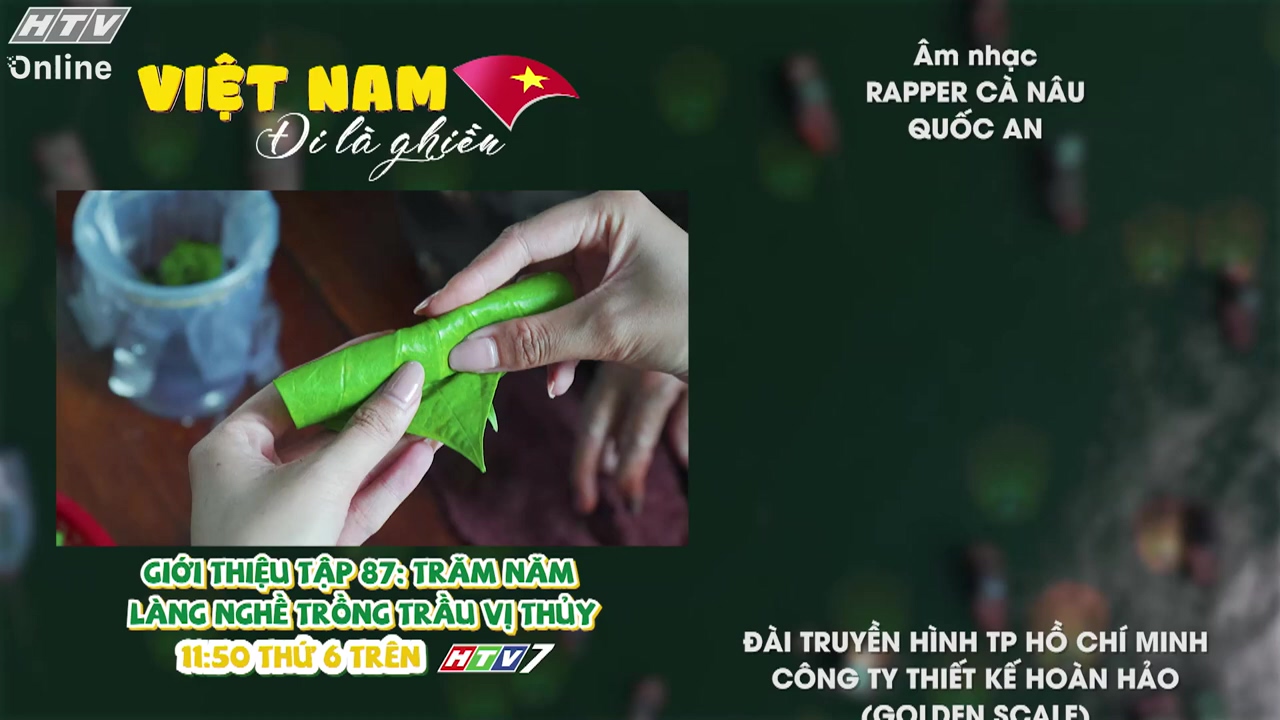 HTV
Online
VIỆT NAM
Đi là ghiền
Âm nhạc
RAPPER CÀ NÂU
QUỐC AN
GIỚI THIỆU TẬP 87: TRĂM NĂM
LÀNG NGHỀ TRỒNG TRẦU VỊ THỦY
11:50 THỨ 6 TRÊN HTV7
ĐÀI TRUYỀN HÌNH TP HỒ CHÍ MINH
CÔNG TY THIẾT KẾ HOÀN HẢO
(GOLDEN SCALE)